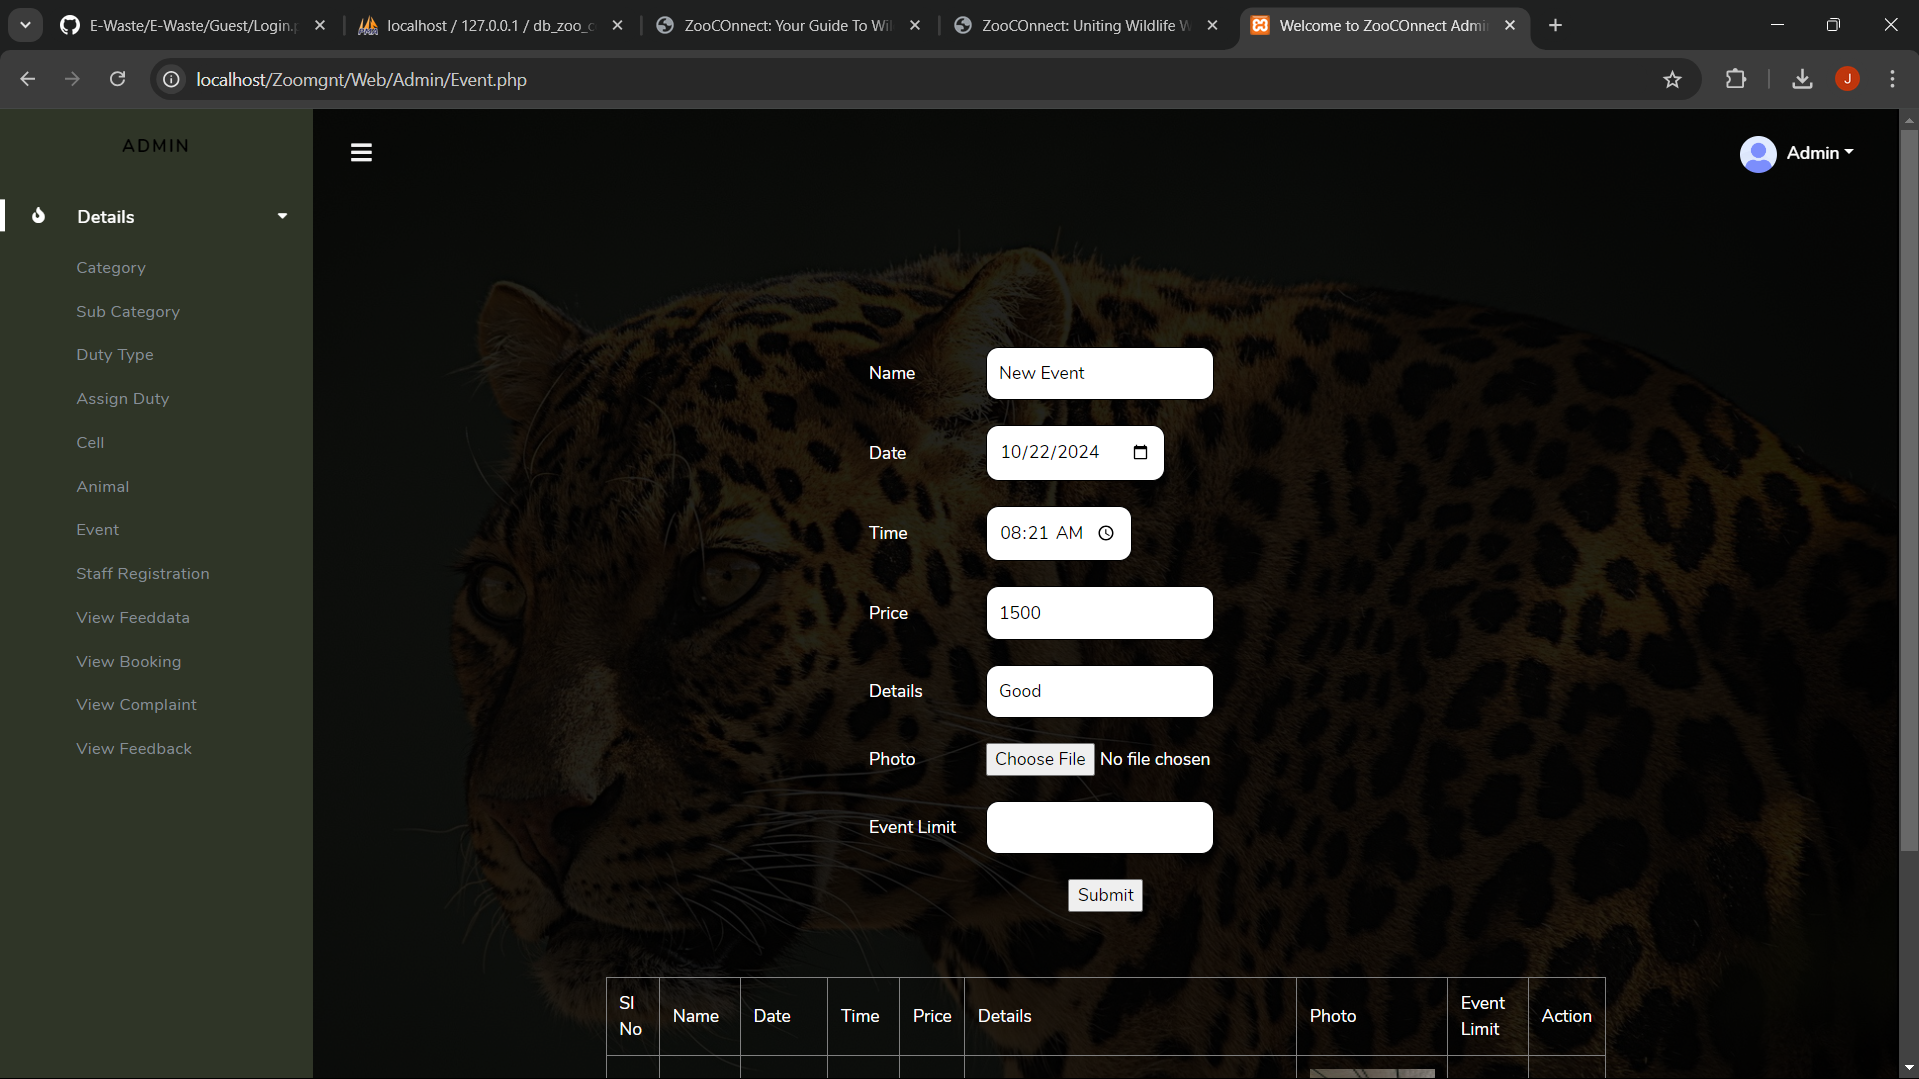 E-Waste/E-Waste/Guest/Login.p
localhost / 127.0.0.1 / db_zoo_c
ZooCOnnect: Your Guide To Wil
ZooCOnnect: Uniting Wildlife W
Welcome to ZooCOnnect Admi
localhost/Zoomgnt/Web/Admin/Event.php
J
ADMIN
Admin
Details
Category
Sub Category
Duty Type
Assign Duty
Cell
Animal
Event
Staff Registration
View Feeddata
View Booking
View Complaint
View Feedback
Name New Event
Date 10/22/2024
Time 08:21 AM
Price 1500
Details Good
Photo Choose File No file chosen
Event Limit
Submit
Sl No Name Date Time Price Details Photo Event Limit Action